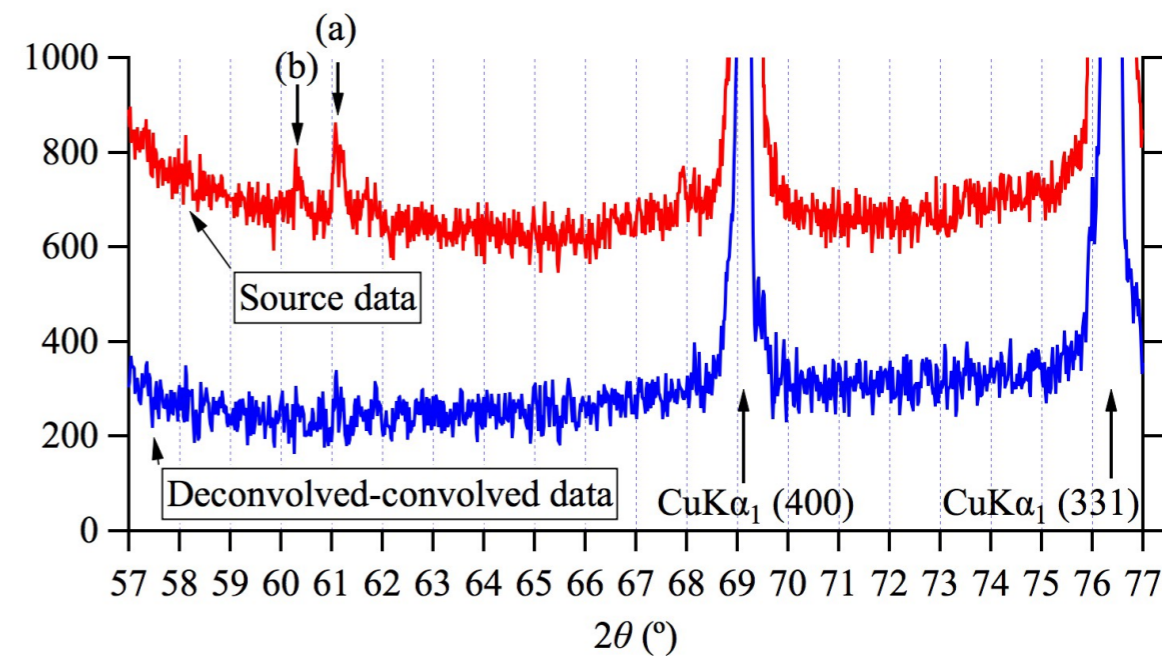 (a)
(b)
1000
800
600
400
200
0
Source data
Deconvolved-convolved data
CuKα₁ (400)
CuKα₁ (331)
57 58 59 60 61 62 63 64 65 66 67 68 69 70 71 72 73 74 75 76 77
2θ (º)